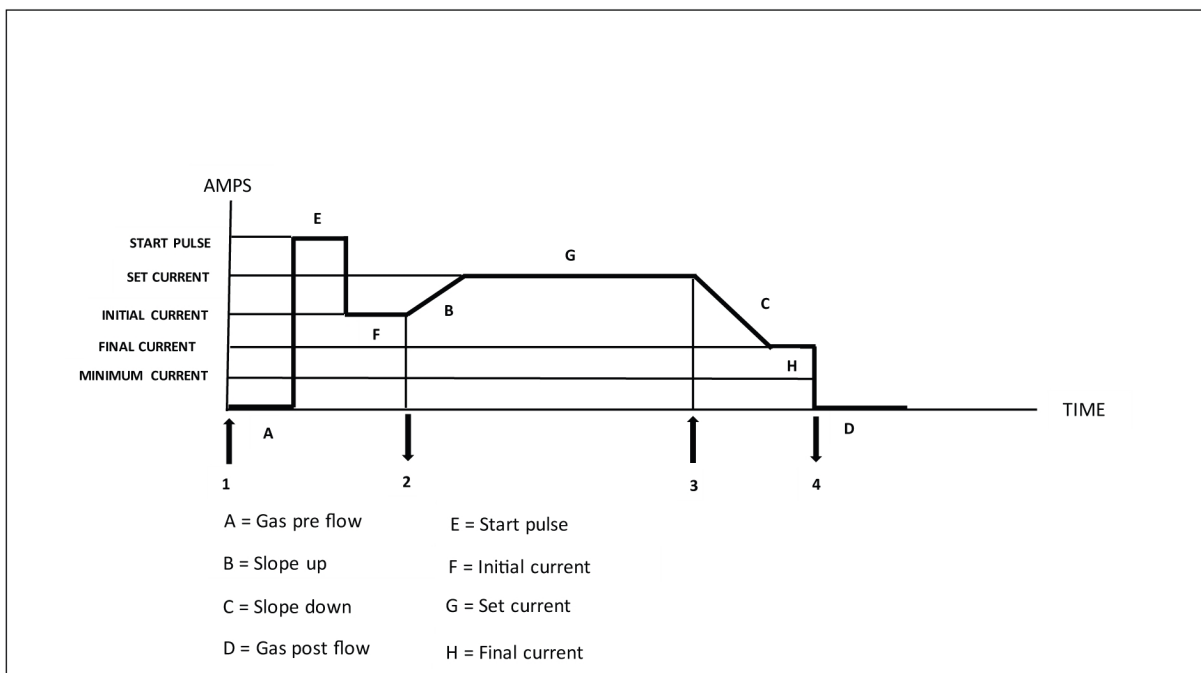 AMPS
E
START PULSE
G
SET CURRENT
C
B
INITIAL CURRENT
F
FINAL CURRENT
H
MINIMUM CURRENT
TIME
A
D
1
2
3
4
A = Gas pre flow
E = Start pulse
B = Slope up
F = Initial current
C = Slope down
G = Set current
D = Gas post flow
H = Final current